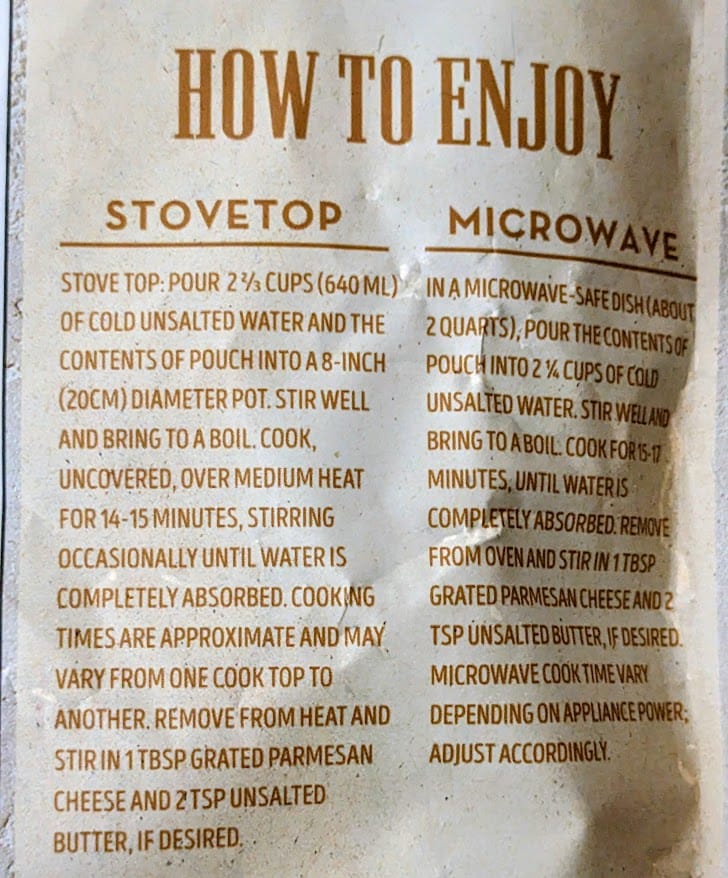 HOW TO ENJOY
STOVETOP
STOVE TOP: POUR 2 ⅔ CUPS (640 ML)
OF COLD UNSALTED WATER AND THE
CONTENTS OF POUCH INTO A 8-INCH
(20CM) DIAMETER POT. STIR WELL
AND BRING TO A BOIL. COOK,
UNCOVERED, OVER MEDIUM HEAT
FOR 14-15 MINUTES, STIRRING
OCCASIONALLY UNTIL WATER IS
COMPLETELY ABSORBED. COOKING
TIMES ARE APPROXIMATE AND MAY
VARY FROM ONE COOK TOP TO
ANOTHER. REMOVE FROM HEAT AND
STIR IN 1 TBSP GRATED PARMESAN
CHEESE AND 2 TSP UNSALTED
BUTTER, IF DESIRED.
MICROWAVE
IN A MICROWAVE-SAFE DISH (ABOUT
2 QUARTS), POUR THE CONTENTS OF
POUCH INTO 2 ¼ CUPS OF COLD
UNSALTED WATER. STIR WELL AND
BRING TO A BOIL. COOK FOR 15-17
MINUTES, UNTIL WATER IS
COMPLETELY ABSORBED. REMOVE
FROM OVEN AND STIR IN 1 TBSP
GRATED PARMESAN CHEESE AND 2
TSP UNSALTED BUTTER, IF DESIRED.
MICROWAVE COOK TIME VARY
DEPENDING ON APPLIANCE POWER;
ADJUST ACCORDINGLY.